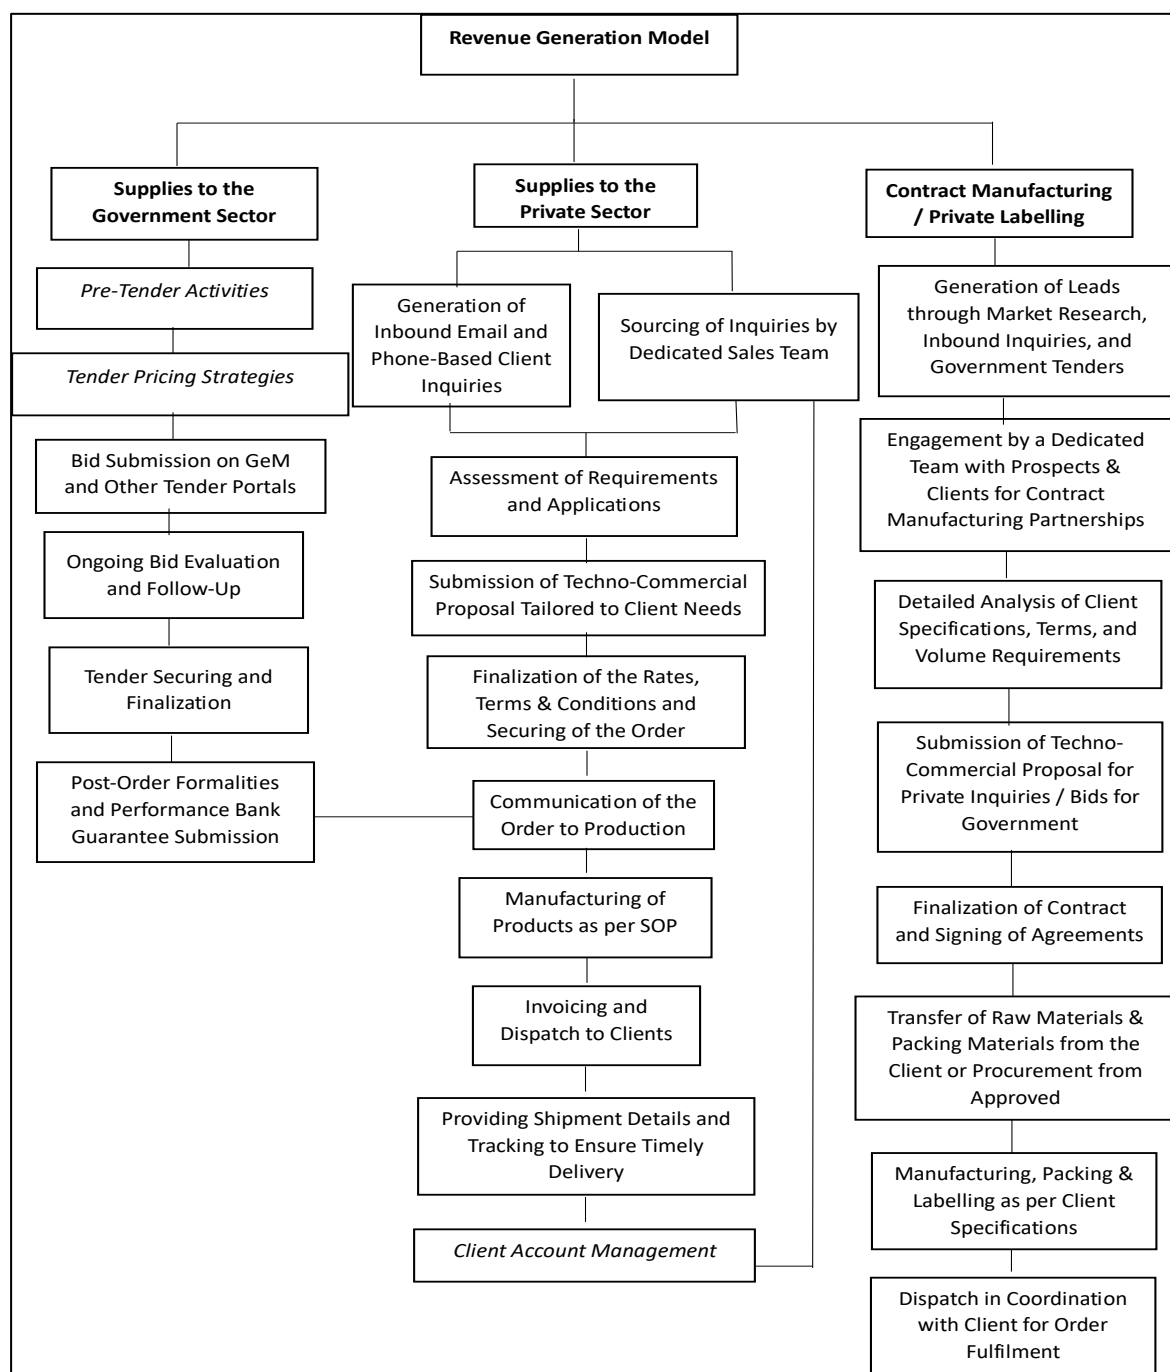 Revenue Generation Model
Supplies to the
Government Sector
Pre-Tender Activities
Tender Pricing Strategies
Bid Submission on GeM
and Other Tender Portals
Ongoing Bid Evaluation
and Follow-Up
Tender Securing and
Finalization
Post-Order Formalities
and Performance Bank
Guarantee Submission
Supplies to the
Private Sector
Generation of
Inbound Email and
Phone-Based Client
Inquiries
Sourcing of Inquiries by
Dedicated Sales Team
Assessment of Requirements
and Applications
Submission of Techno-Commercial
Proposal Tailored to Client Needs
Finalization of the Rates,
Terms & Conditions and
Securing of the Order
Communication of the
Order to Production
Manufacturing of
Products as per SOP
Invoicing and
Dispatch to Clients
Providing Shipment Details and
Tracking to Ensure Timely
Delivery
Client Account Management
Contract Manufacturing
/ Private Labelling
Generation of Leads
through Market Research,
Inbound Inquiries, and
Government Tenders
Engagement by a Dedicated
Team with Prospects &
Clients for Contract
Manufacturing Partnerships
Detailed Analysis of Client
Specifications, Terms, and
Volume Requirements
Submission of Techno-
Commercial Proposal for
Private Inquiries / Bids for
Government
Finalization of Contract
and Signing of Agreements
Transfer of Raw Materials &
Packing Materials from the
Client or Procurement from
Approved
Manufacturing, Packing &
Labelling as per Client
Specifications
Dispatch in Coordination
with Client for Order
Fulfilment